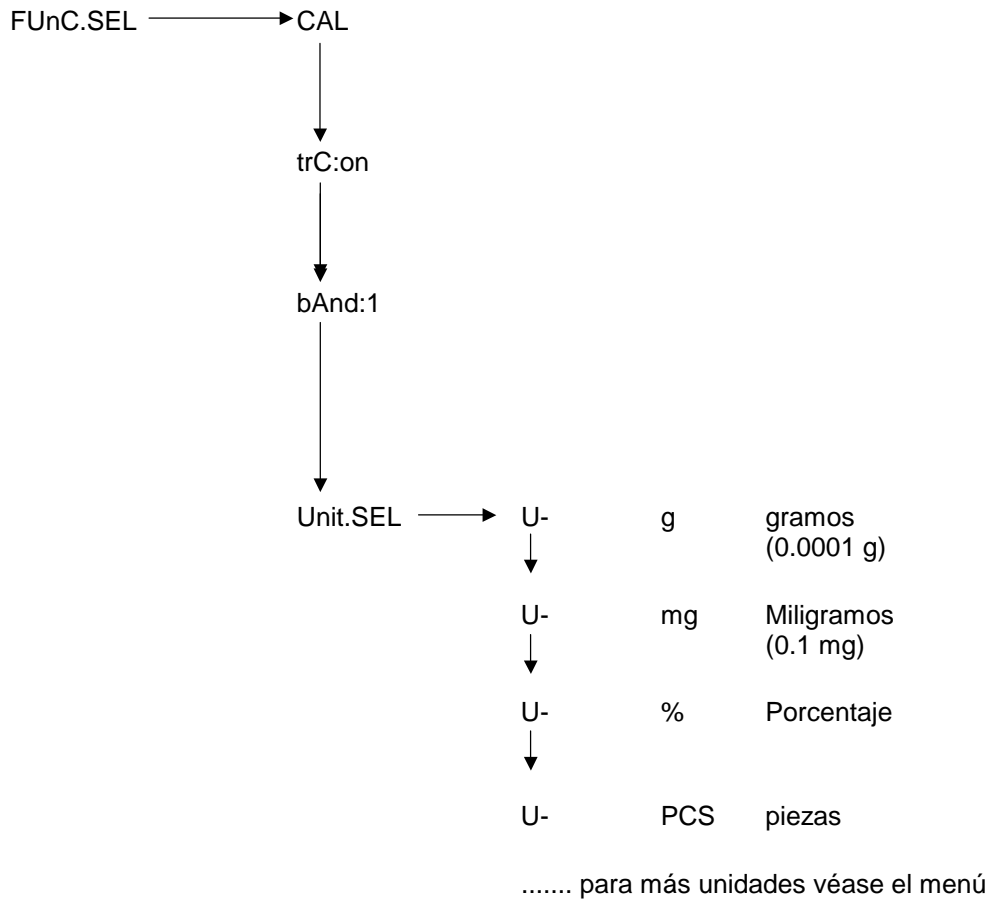 FUnC.SEL CAL
trC:on
bAnd:1
Unit.SEL U- g gramos
(0.0001 g)
U- mg Miligramos
(0.1 mg)
U- % Porcentaje
U- PCS piezas
....... para más unidades véase el menú